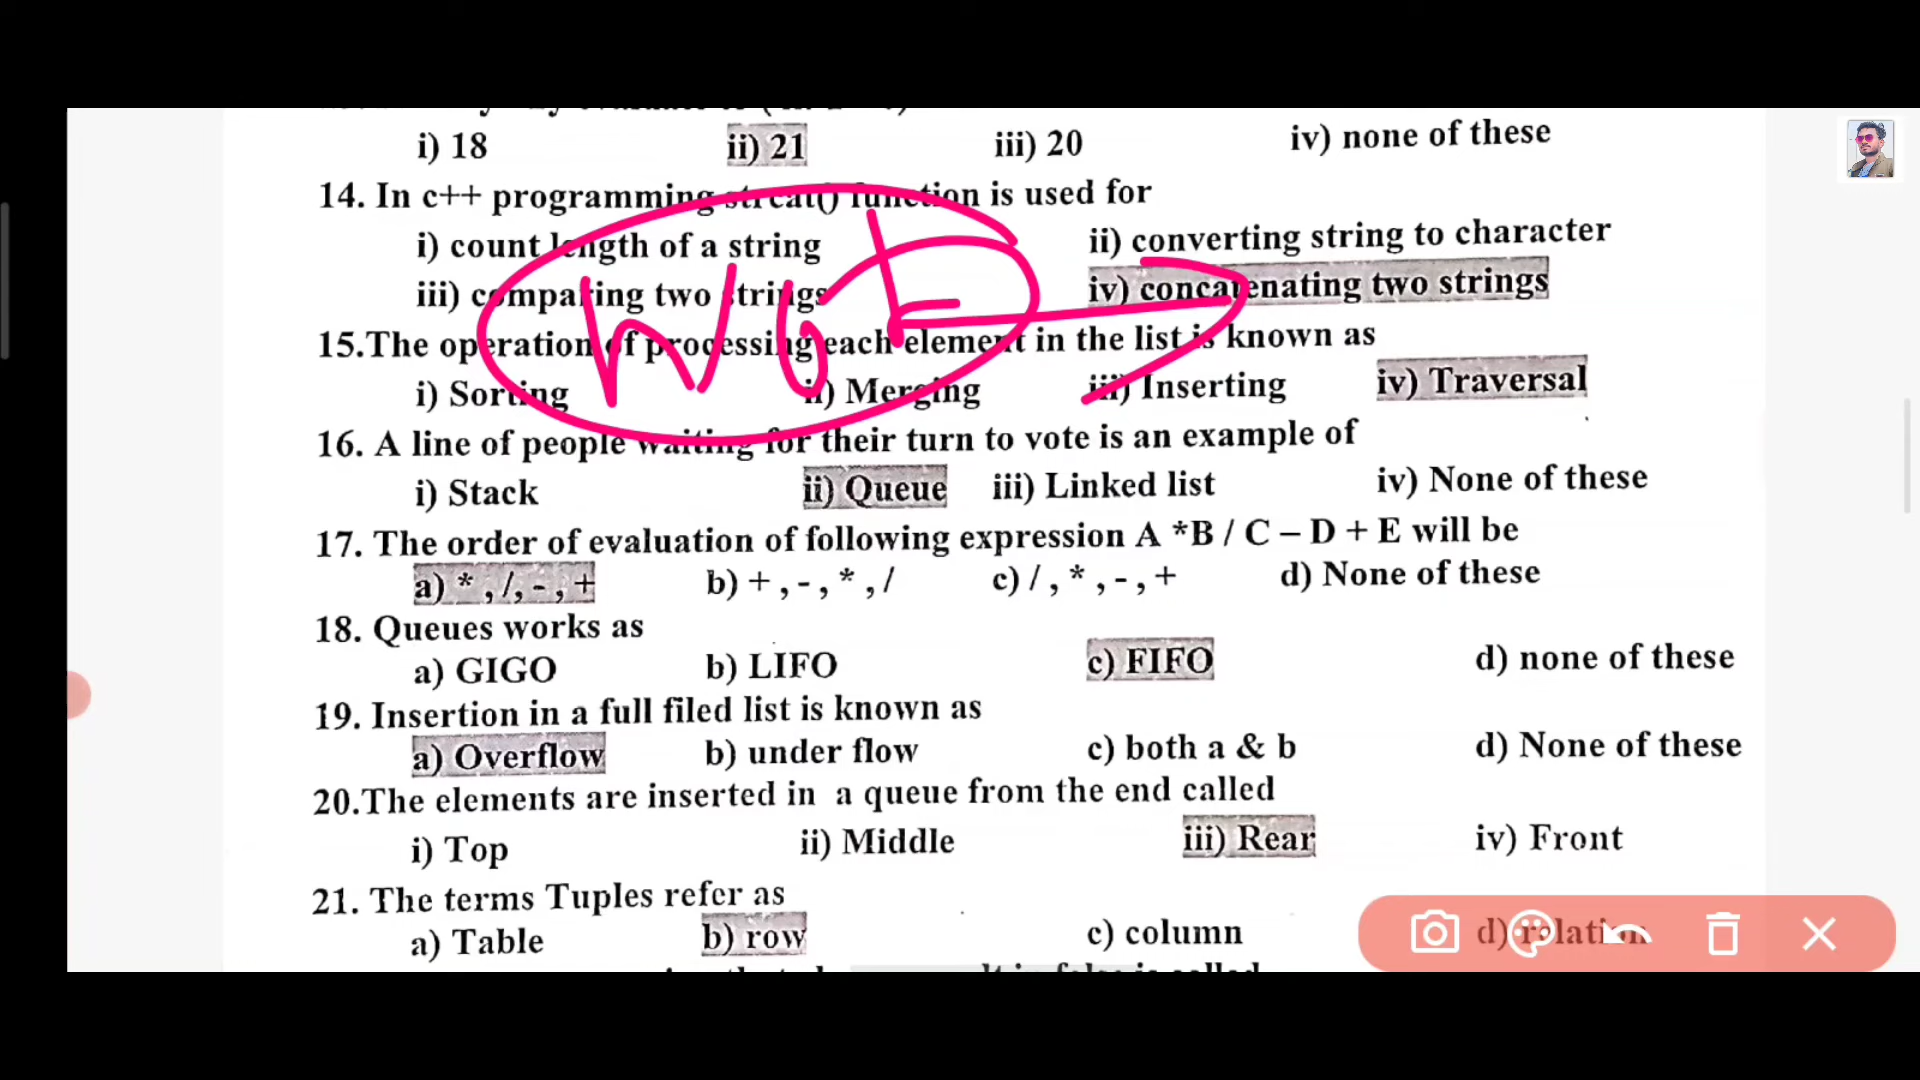 i) 18 ii) 21 iii) 20 iv) none of these
14. In c++ programming strcat() function is used for
i) count length of a string ii) converting string to character
iii) comparing two strings iv) concatenating two strings
15.The operation of processing each element in the list is known as
i) Sorting ii) Merging iii) Inserting iv) Traversal
16. A line of people waiting for their turn to vote is an example of
i) Stack ii) Queue iii) Linked list iv) None of these
17. The order of evaluation of following expression A *B / C – D + E will be
a) * , /, - , + b) + , - , * , / c) / , * , - , + d) None of these
18. Queues works as
a) GIGO b) LIFO c) FIFO d) none of these
19. Insertion in a full filed list is known as
a) Overflow b) under flow c) both a & b d) None of these
20.The elements are inserted in a queue from the end called
i) Top ii) Middle iii) Rear iv) Front
21. The terms Tuples refer as
a) Table b) row c) column d) relation